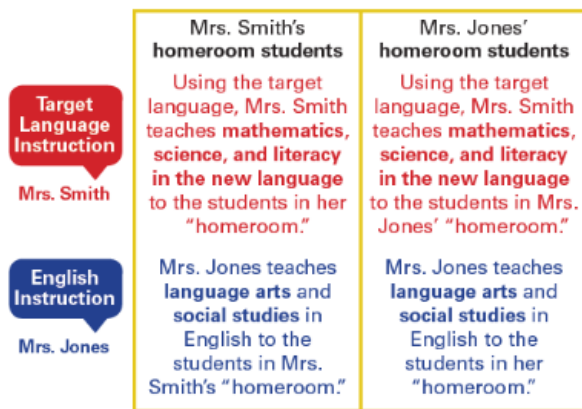 Mrs. Smith's
homeroom students
Mrs. Jones'
homeroom students
Target
Language
Instruction
Mrs. Smith
Using the target
language, Mrs. Smith
teaches mathematics,
science, and literacy
in the new language
to the students in her
“homeroom.”
Using the target
language, Mrs. Smith
teaches mathematics,
science, and literacy
in the new language
to the students in Mrs.
Jones' “homeroom.”
English
Instruction
Mrs. Jones
Mrs. Jones teaches
language arts and
social studies in
English to the
students in Mrs.
Smith's “homeroom.”
Mrs. Jones teaches
language arts and
social studies in
English to the
students in her
“homeroom.”